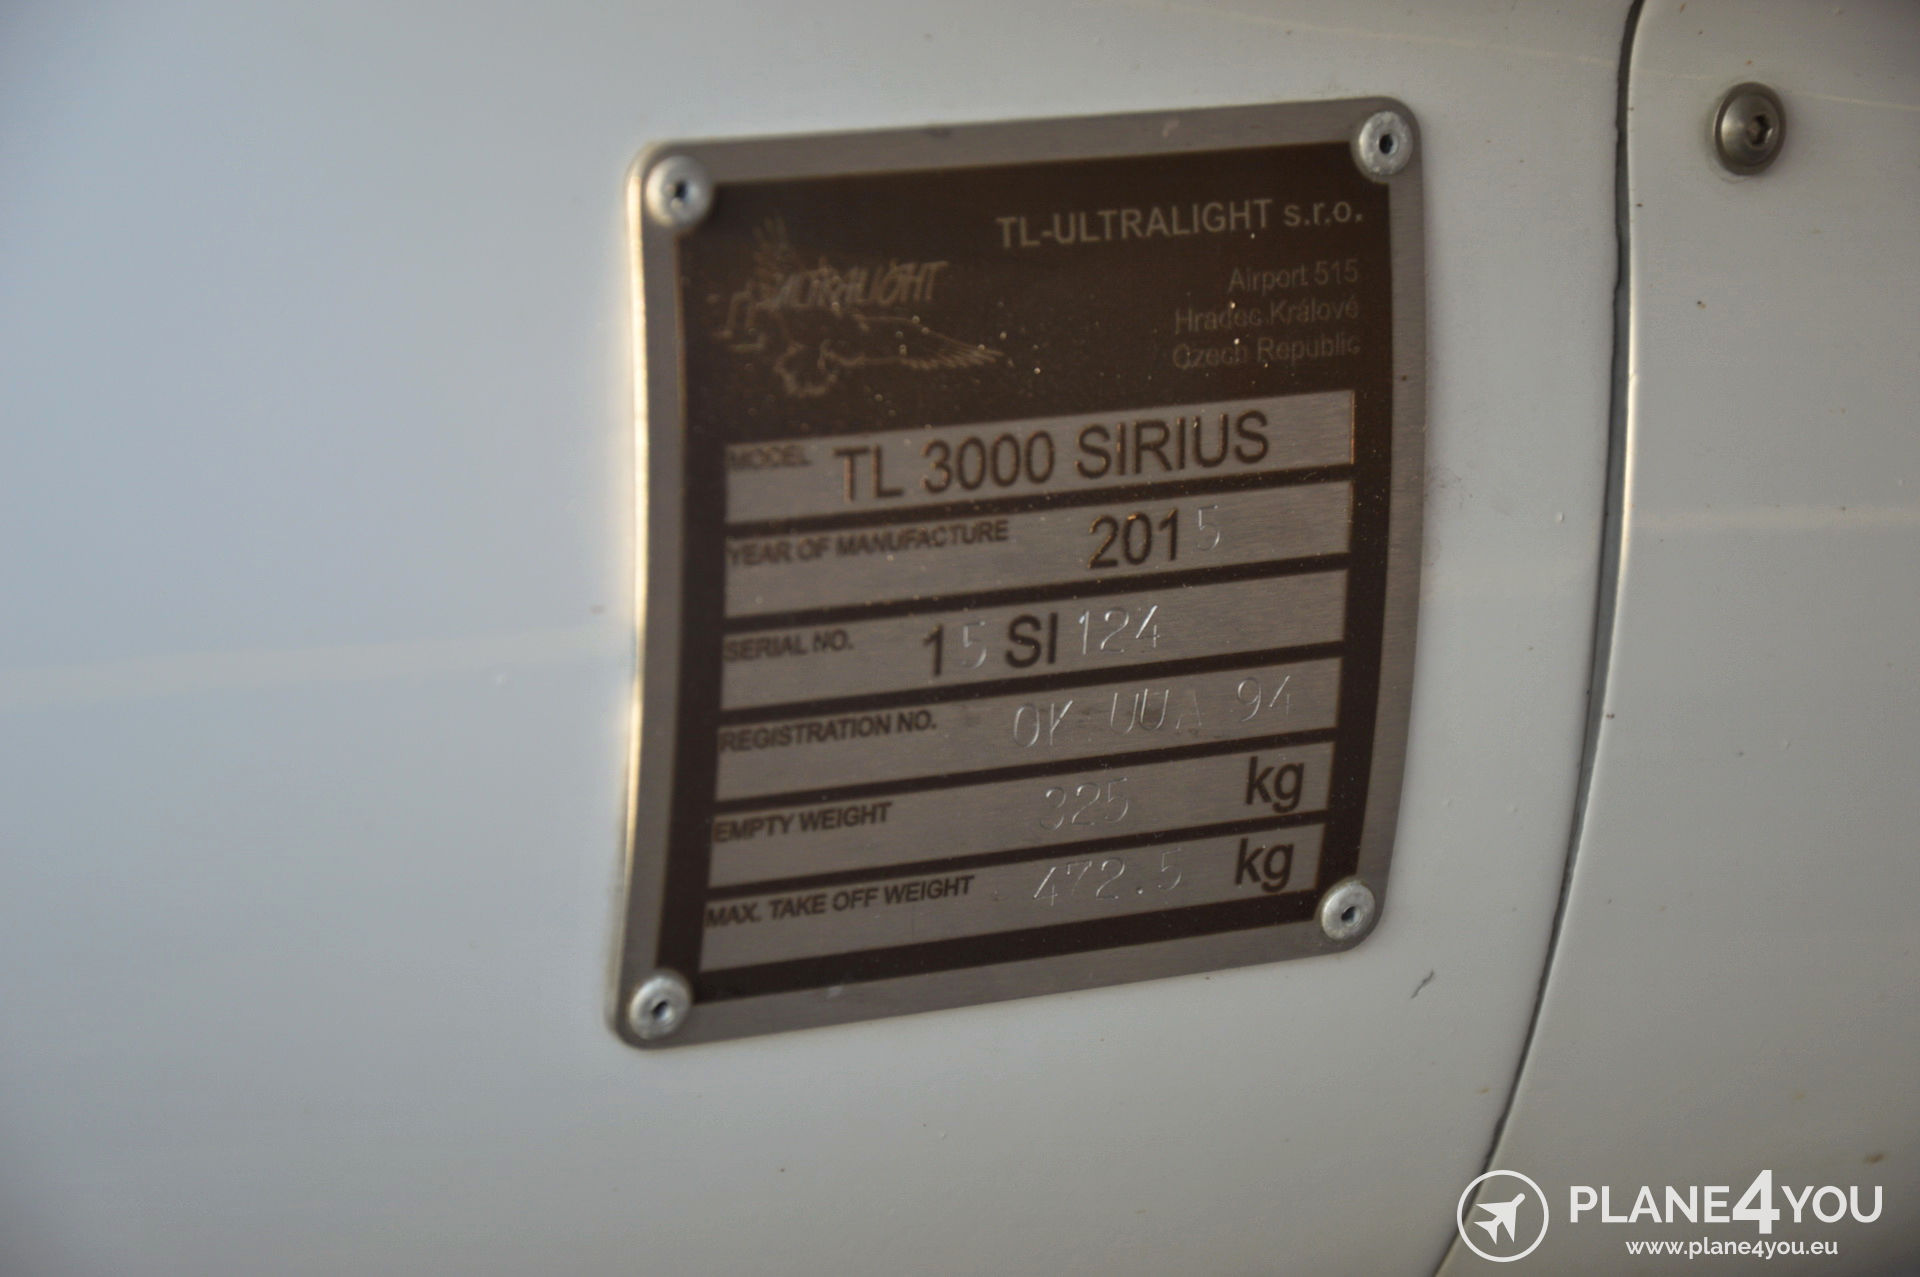 TL-ULTRALIGHT s.r.o.
ULTRALIGHT
Airport 515
Hradec Králové
Czech Republic
MODEL TL 3000 SIRIUS
YEAR OF MANUFACTURE 2015
SERIAL NO. 15 SI 124
REGISTRATION NO. OK UUA 94
EMPTY WEIGHT 325 kg
MAX. TAKE OFF WEIGHT 472.5 kg
PLANE4YOU
www.plane4you.eu